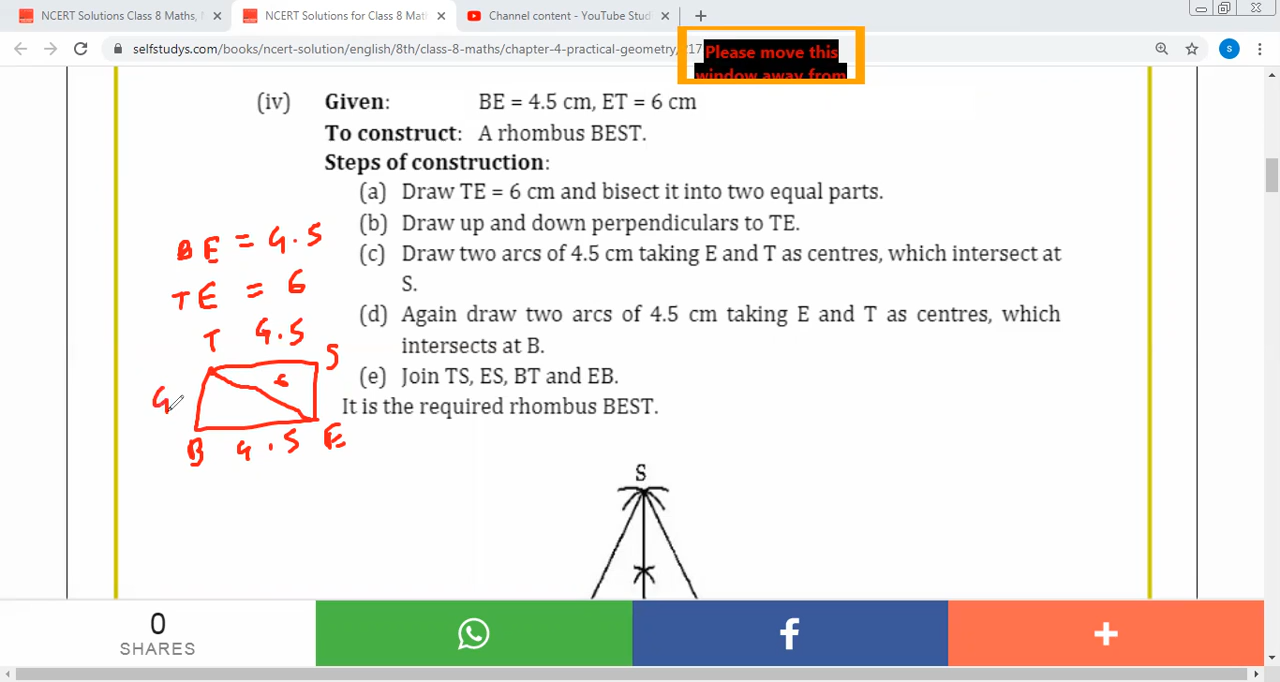 NCERT Solutions Class 8 Maths,
NCERT Solutions for Class 8 Math
Channel content - YouTube Stud
selfstudys.com/books/ncert-solution/english/8th/class-8-maths/chapter-4-practical-geometry,
217
Please move this
window away from
s
(iv) Given: BE = 4.5 cm, ET = 6 cm
To construct: A rhombus BEST.
Steps of construction:
(a) Draw TE = 6 cm and bisect it into two equal parts.
(b) Draw up and down perpendiculars to TE.
(c) Draw two arcs of 4.5 cm taking E and T as centres, which intersect at
S.
(d) Again draw two arcs of 4.5 cm taking E and T as centres, which
intersects at B.
(e) Join TS, ES, BT and EB.
It is the required rhombus BEST.
BE = 4.5
TE = 6
T 4.5
S
6
4
B 4.5 E
S
0
SHARES